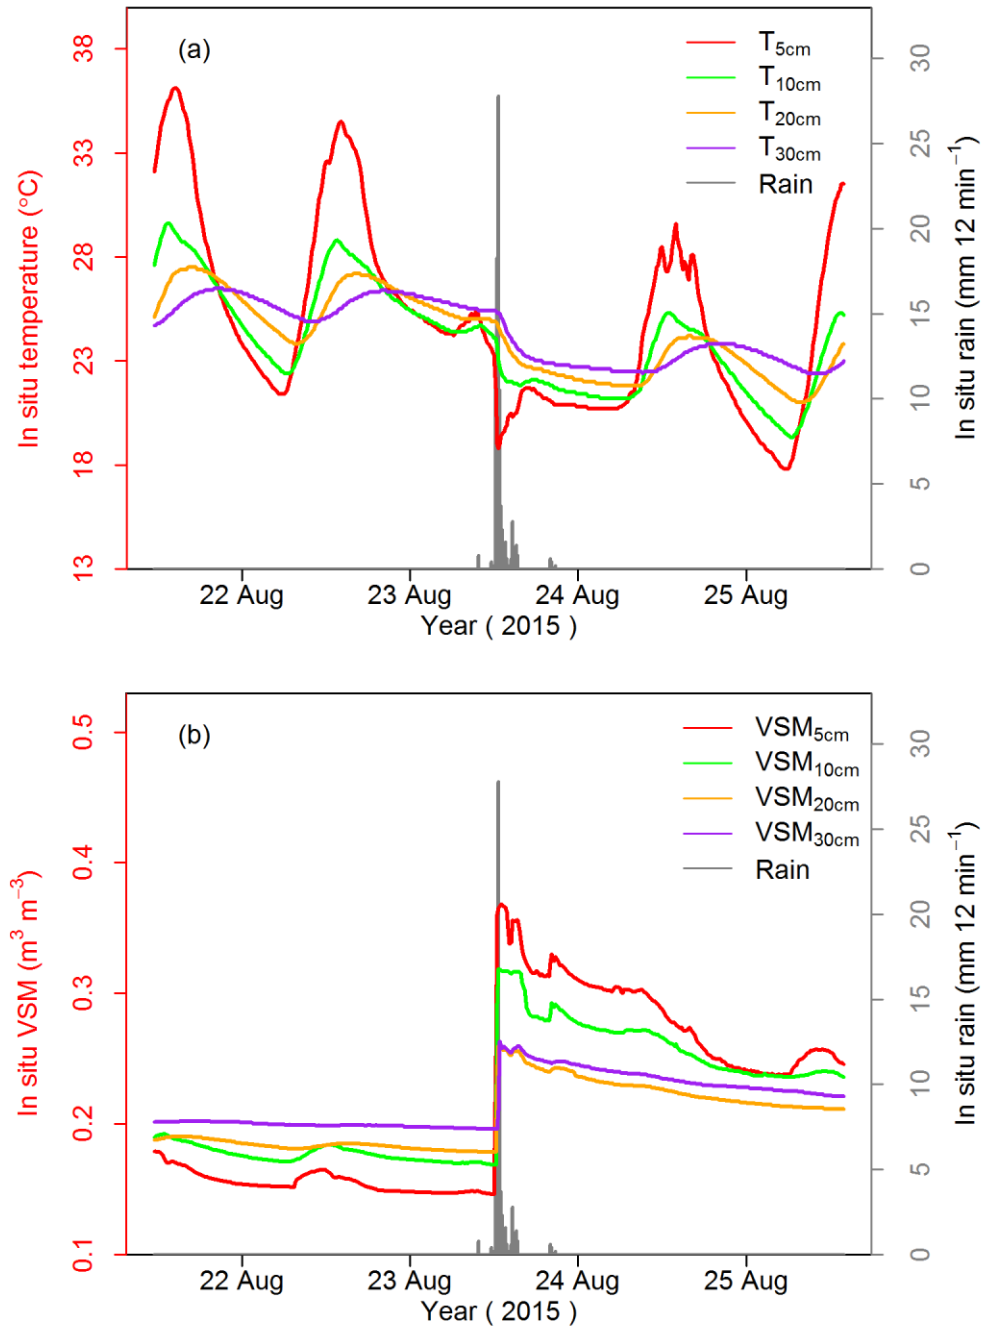 (a)
T5cm
T10cm
T20cm
T30cm
Rain
In situ temperature (°C)
38
33
28
23
18
13
In situ rain (mm 12 min−1)
30
25
20
15
10
5
0
22 Aug
23 Aug
24 Aug
25 Aug
Year ( 2015 )
(b)
VSM5cm
VSM10cm
VSM20cm
VSM30cm
Rain
In situ VSM (m3 m−3)
0.5
0.4
0.3
0.2
0.1
In situ rain (mm 12 min−1)
30
25
20
15
10
5
0
22 Aug
23 Aug
24 Aug
25 Aug
Year ( 2015 )